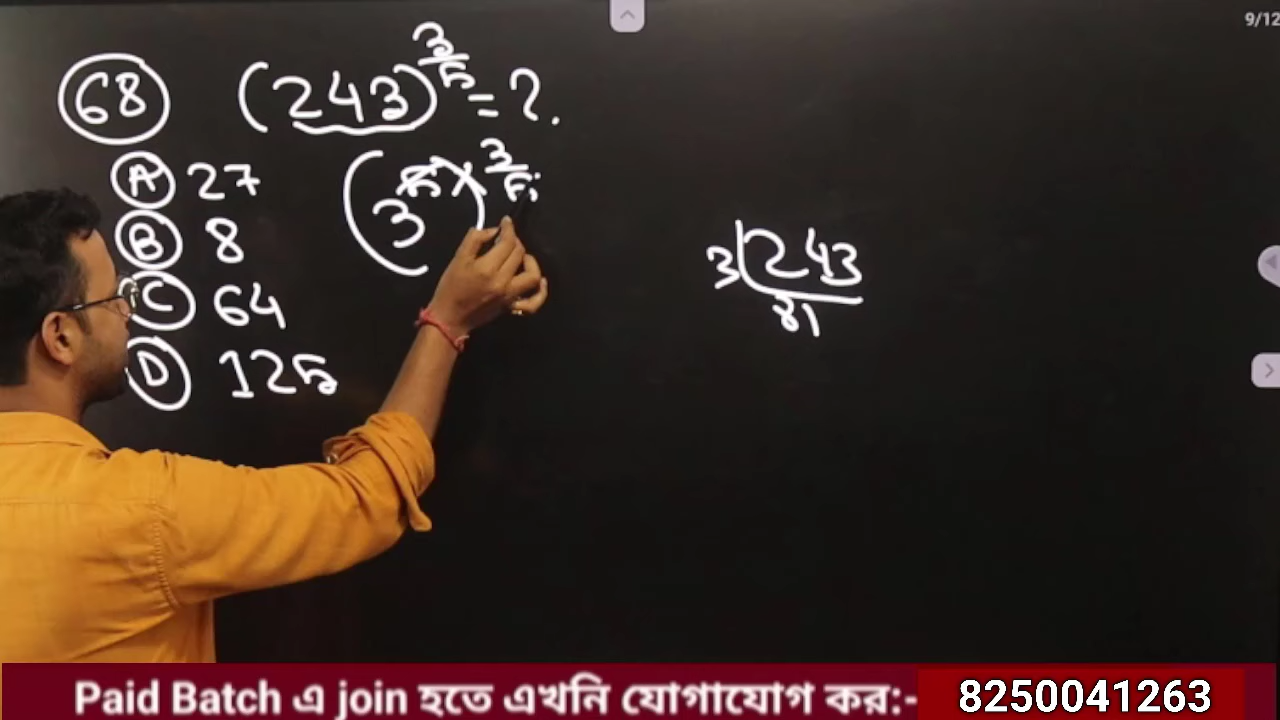 9/12
68 (243)^3/5 = ?.
(3^5×)^3/5
A 27
B 8
C 64
D 125
3 243
81
Paid Batch এ join হতে এখনি যোগাযোগ কর:- 8250041263